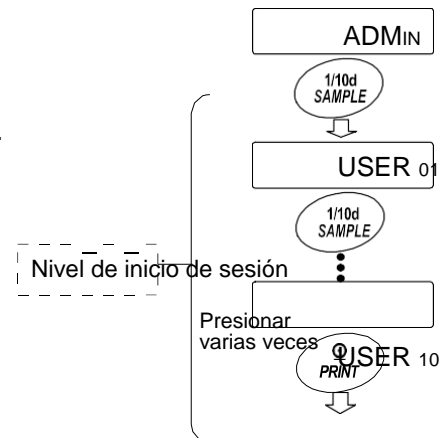 ADMIN
1/10d
SAMPLE
USER 01
1/10d
SAMPLE
Nivel de inicio de sesión
Presionar
varias veces
USER 10
PRINT